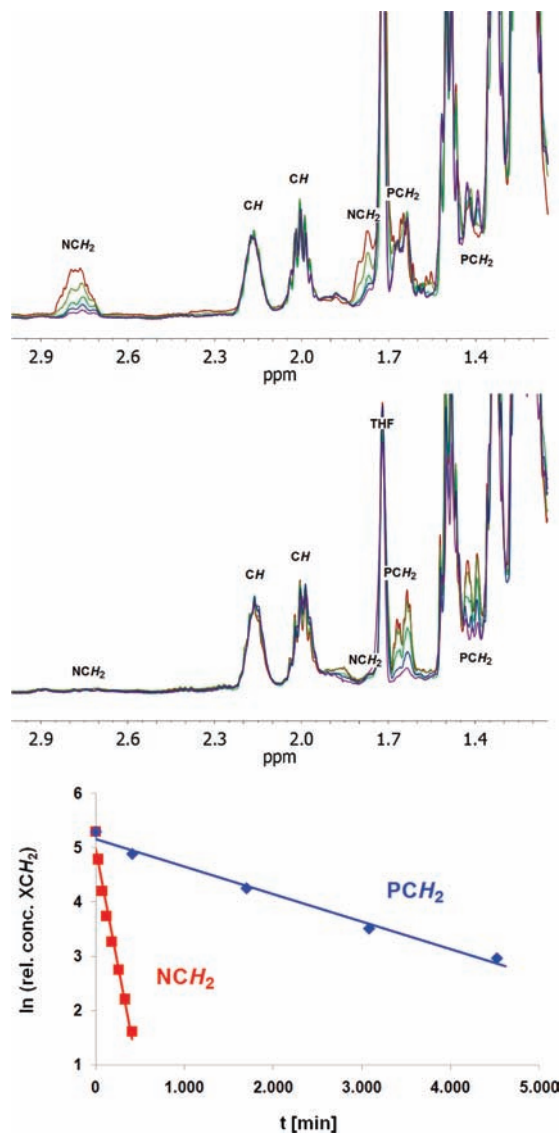 CH
CH
PCH₂
NCH₂
NCH₂
PCH₂
2.9 2.6 2.3 2.0 1.7 1.4
ppm
THF
CH
CH
PCH₂
NCH₂
NCH₂
PCH₂
2.9 2.6 2.3 2.0 1.7 1.4
ppm
6
5
4
3
2
1
ln (rel. conc. XCH₂)
PCH₂
NCH₂
0 1.000 2.000 3.000 4.000 5.000
t [min]